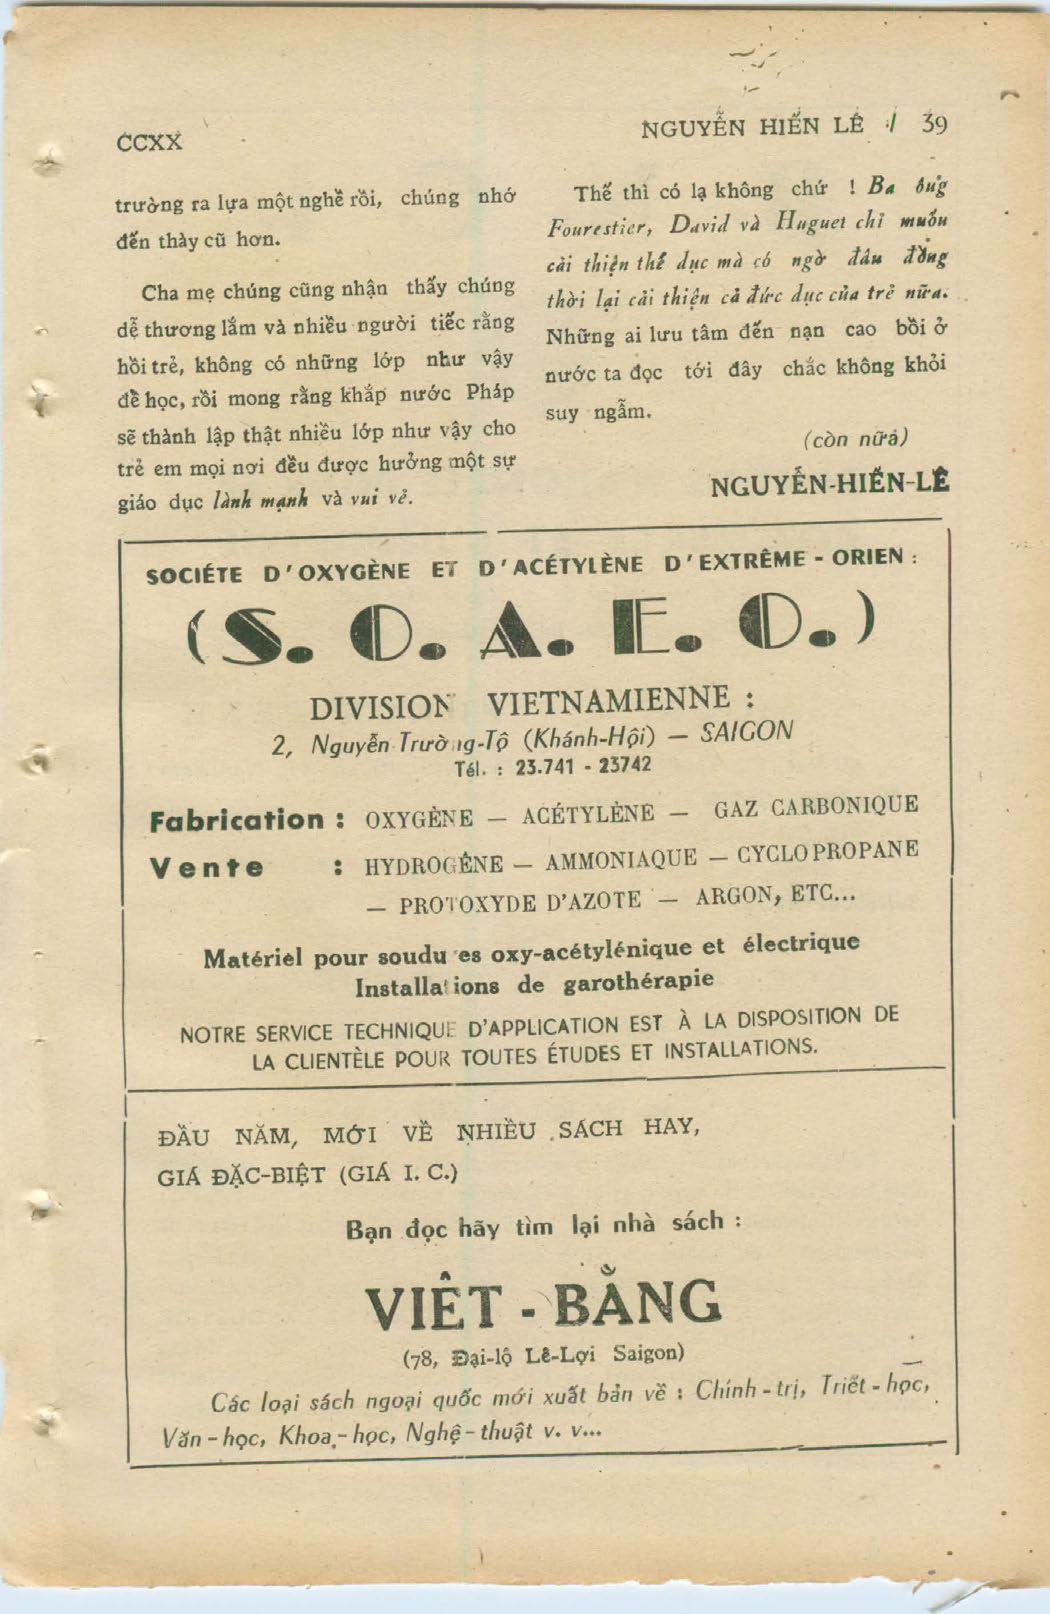 CCXX
NGUYỄN HIẾN LÊ / 39
trường ra lựa một nghề rồi, chúng nhớ
đến thày cũ hơn.
Cha mẹ chúng cũng nhận thấy chúng
dễ thương lắm và nhiều người tiếc rằng
hồi trẻ, không có những lớp như vậy
để học, rồi mong rằng khắp nước Pháp
sẽ thành lập thật nhiều lớp như vậy cho
trẻ em mọi nơi đều được hưởng một sự
giáo dục lành mạnh và vui vẻ.
Thế thì có lạ không chứ ! Ba ông
Fourestier, David và Huguet chỉ muốn
cải thiện thể dục mà có ngờ đâu đồng
thời lại cải thiện cả đức dục của trẻ nữa.
Những ai lưu tâm đến nạn cao bồi ở
nước ta đọc tới đây chắc không khỏi
suy ngẫm.
(còn nữa)
NGUYỄN-HIẾN-LÊ
SOCIÉTE D'OXYGÈNE ET D'ACÉTYLÈNE D'EXTRÊME - ORIEN :
(S. O. A. E. O.)
DIVISION VIETNAMIENNE :
2, Nguyễn Trường-Tộ (Khánh-Hội) — SAIGON
Tél. : 23.741 - 23742
Fabrication : OXYGÈNE — ACÉTYLÈNE — GAZ CARBONIQUE
Vente : HYDROGÊNE — AMMONIAQUE — CYCLOPROPANE
— PROTOXYDE D'AZOTE — ARGON, ETC...
Matériel pour soudures oxy-acétylénique et électrique
Installations de garothérapie
NOTRE SERVICE TECHNIQUE D'APPLICATION EST À LA DISPOSITION DE
LA CLIENTÈLE POUR TOUTES ÉTUDES ET INSTALLATIONS.
ĐẦU NĂM, MỚI VỀ NHIỀU SÁCH HAY,
GIÁ ĐẶC-BIỆT (GIÁ I. C.)
Bạn đọc hãy tìm lại nhà sách :
VIÊT - BẰNG
(78, Đại-lộ Lê-Lợi Saigon)
Các loại sách ngoại quốc mới xuất bản về : Chính - trị, Triết - học,
Văn - học, Khoa - học, Nghệ - thuật v. v...